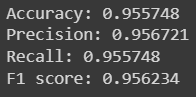 Accuracy: 0.955748
Precision: 0.956721
Recall: 0.955748
F1 score: 0.956234